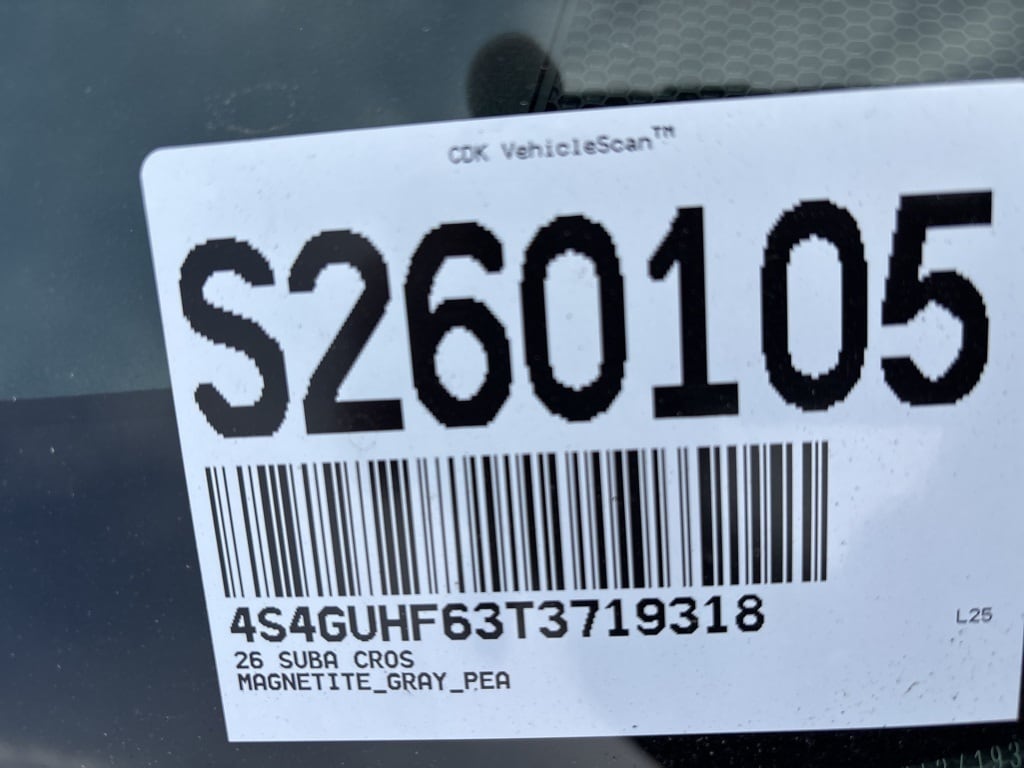 CDK VehicleScan™
S260105
4S4GUHF63T3719318
L25
26 SUBA CROS
MAGNETITE_GRAY_PEA